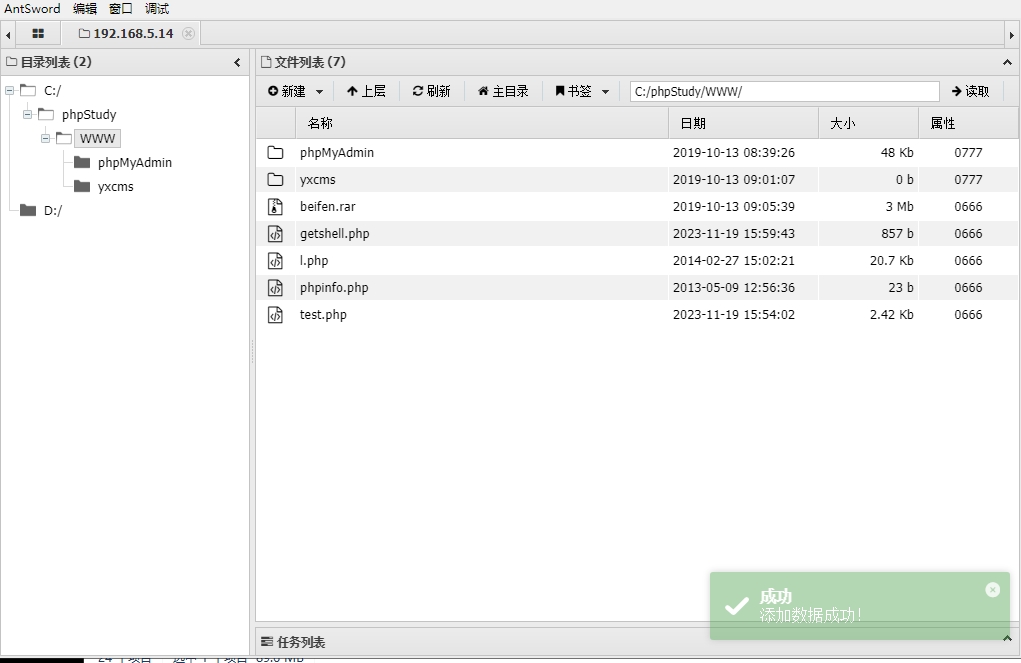 AntSword 编辑 窗口 调试
192.168.5.14
目录列表 (2)
C:/
phpStudy
WWW
phpMyAdmin
yxcms
D:/
文件列表 (7)
新建 上层 刷新 主目录 书签 C:/phpStudy/WWW/ 读取
名称 日期 大小 属性
phpMyAdmin 2019-10-13 08:39:26 48 Kb 0777
yxcms 2019-10-13 09:01:07 0 b 0777
beifen.rar 2019-10-13 09:05:39 3 Mb 0666
getshell.php 2023-11-19 15:59:43 857 b 0666
l.php 2014-02-27 15:02:21 20.7 Kb 0666
phpinfo.php 2013-05-09 12:56:36 23 b 0666
test.php 2023-11-19 15:54:02 2.42 Kb 0666
成功
添加数据成功!
任务列表